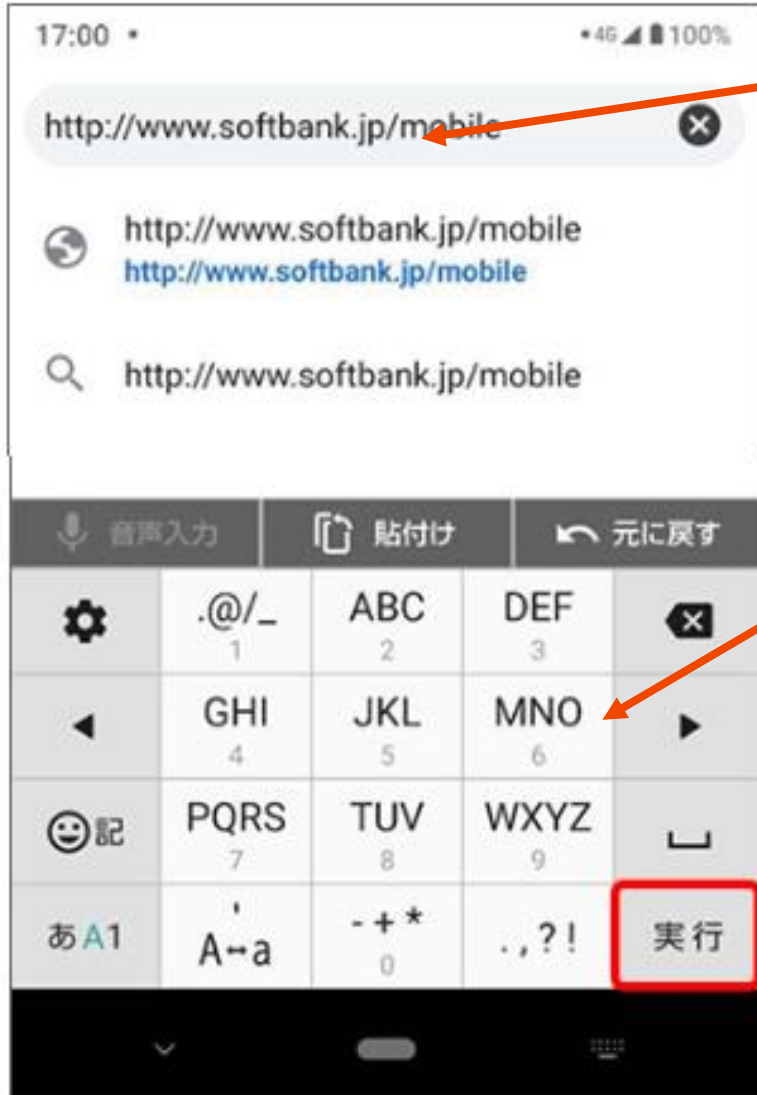 17:00
4G 100%
http://www.softbank.jp/mobile
http://www.softbank.jp/mobile
http://www.softbank.jp/mobile
http://www.softbank.jp/mobile
音声入力 貼付け 元に戻す
.@/_ ABC DEF
1 2 3
GHI JKL MNO
4 5 6
記 PQRS TUV WXYZ
7 8 9
あA1 ' A↔a -+* .,?! 実行
0